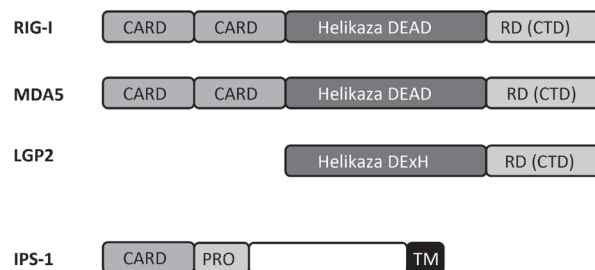 RIG-I CARD CARD Helikaza DEAD RD (CTD)
MDA5 CARD CARD Helikaza DEAD RD (CTD)
LGP2 Helikaza DExH RD (CTD)
IPS-1 CARD PRO TM